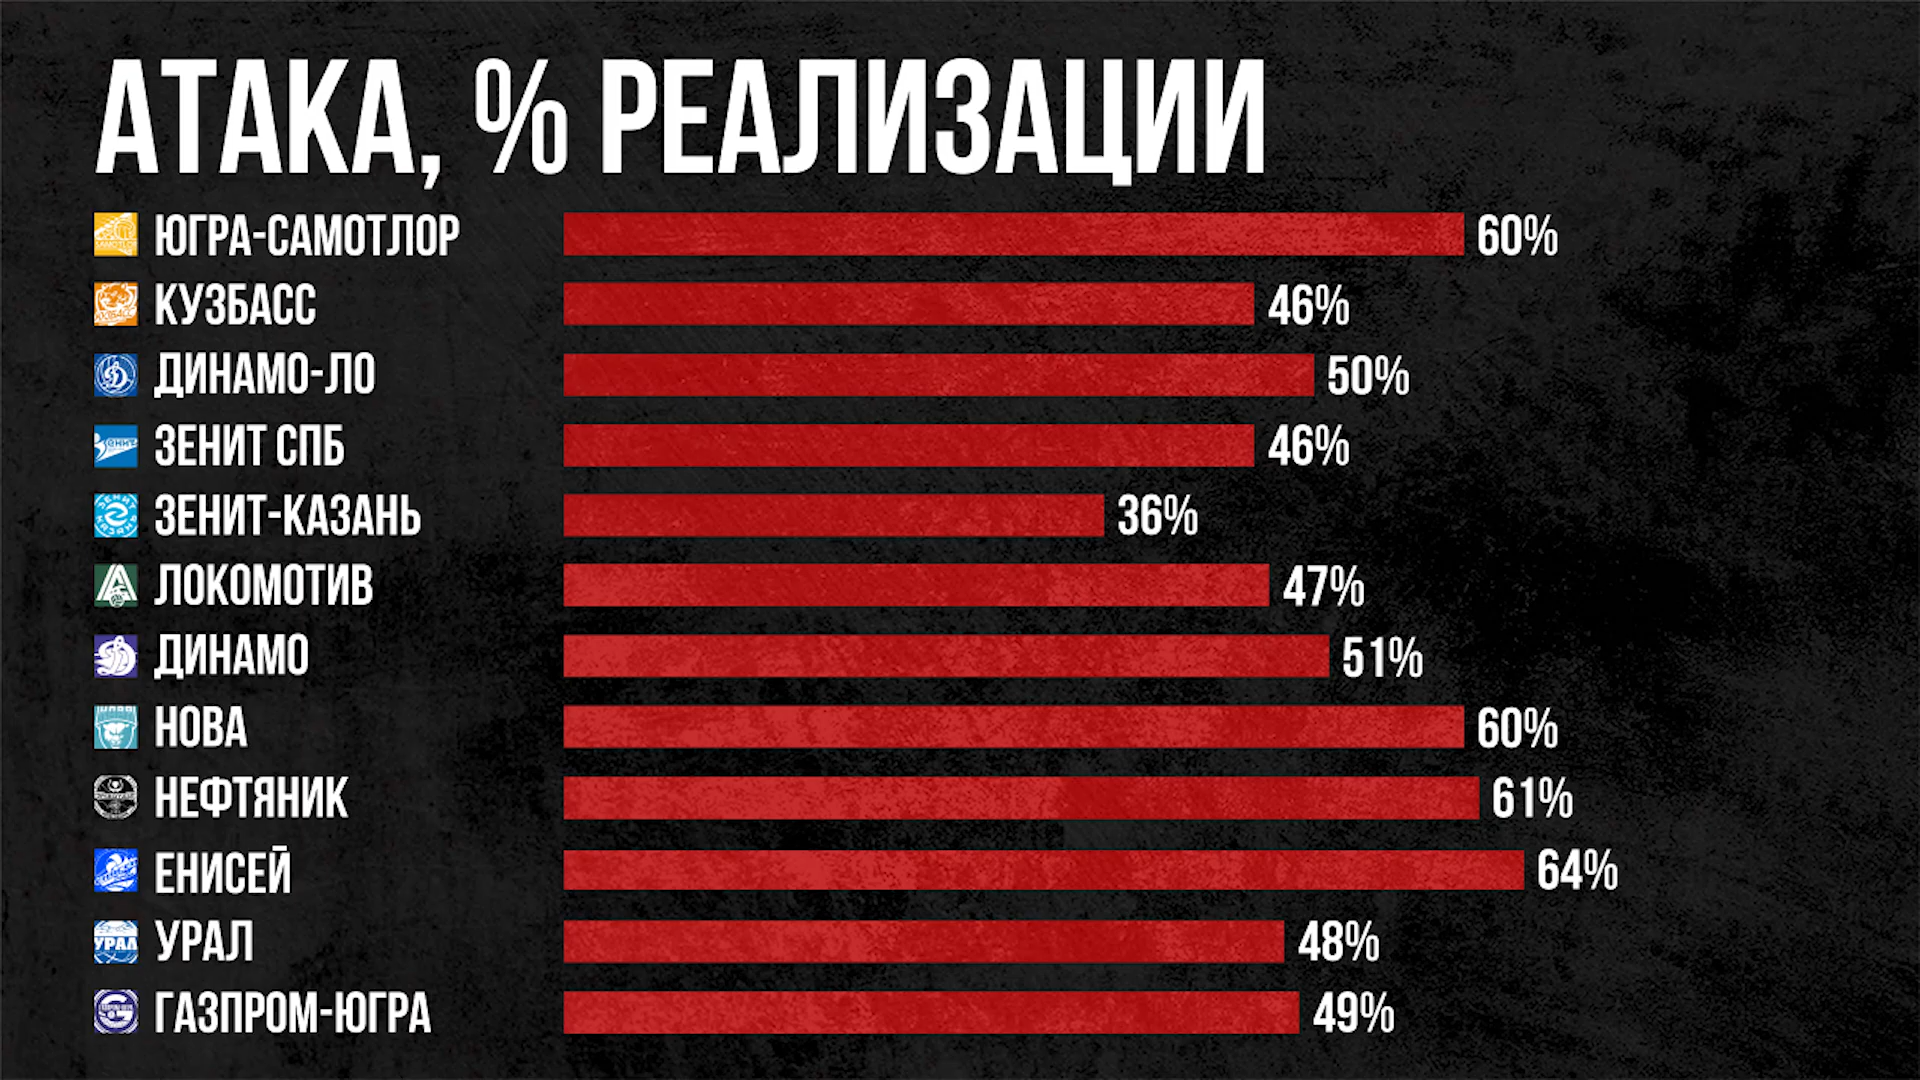 АТАКА, % РЕАЛИЗАЦИИ
ЮГРА-САМОТЛОР 60%
КУЗБАСС 46%
ДИНАМО-ЛО 50%
ЗЕНИТ СПБ 46%
ЗЕНИТ-КАЗАНЬ 36%
ЛОКОМОТИВ 47%
ДИНАМО 51%
НОВА 60%
НЕФТЯНИК 61%
ЕНИСЕЙ 64%
УРАЛ УРАЛ 48%
ГАЗПРОМ-ЮГРА 49%